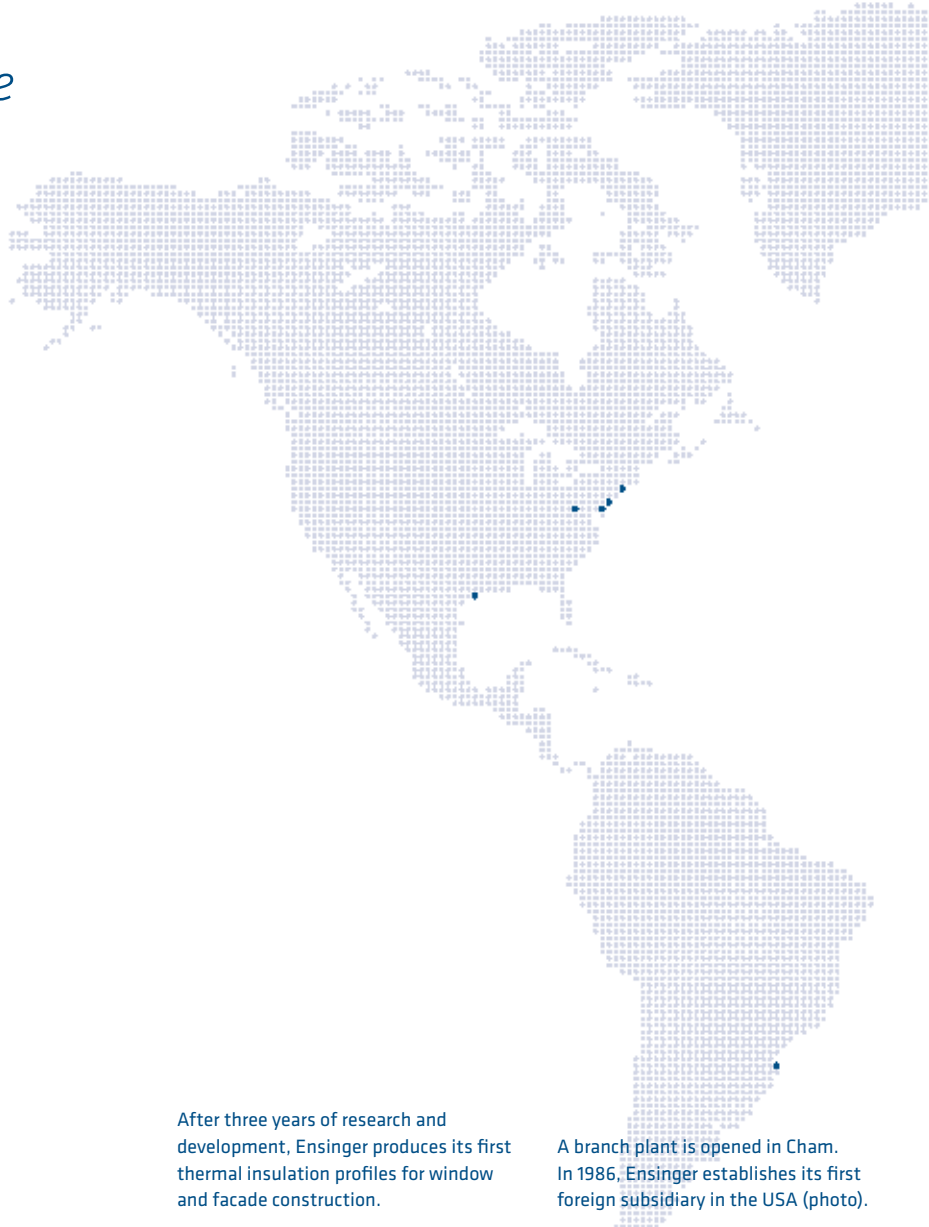 e
After three years of research and
development, Ensinger produces its first
thermal insulation profiles for window
and facade construction.
A branch plant is opened in Cham.
In 1986, Ensinger establishes its first
foreign subsidiary in the USA (photo).